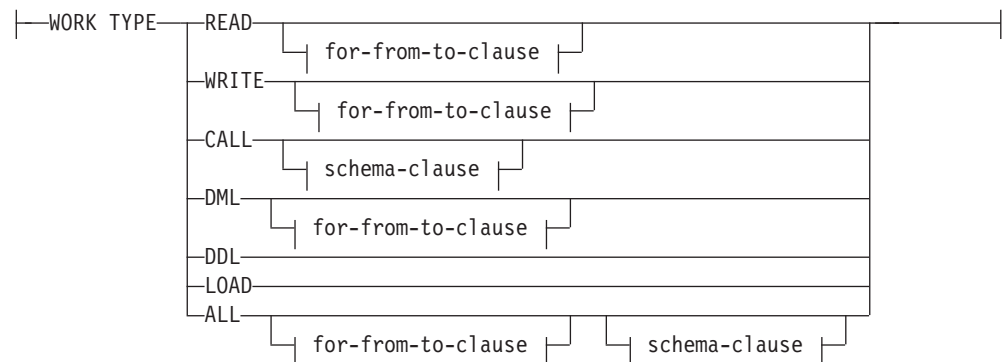 WORK TYPE READ
for-from-to-clause
WRITE
for-from-to-clause
CALL
schema-clause
DML
for-from-to-clause
DDL
LOAD
ALL
for-from-to-clause schema-clause